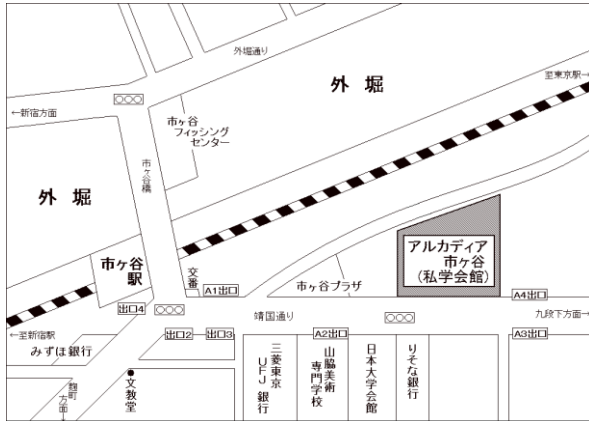 外堀通り
外 堀
至東京駅→
←新宿方面
市ヶ谷
フィッシング
センター
市ヶ谷橋
外 堀
市ヶ谷
駅
交番
A1出口
市ヶ谷プラザ
アルカディア
市ヶ谷
(私学会館)
A4出口
出口4
靖国通り
九段下方面→
←至新宿駅
出口2
出口3
A2出口
A3出口
みずほ銀行
麹町
方面
文教堂
三菱東京
UFJ 銀行
山脇美術
専門学校
日本大学会館
りそな銀行